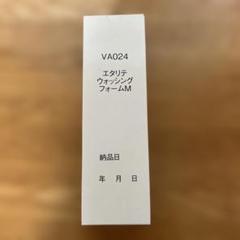 VA024
エタリテ
ウォッシング
フォームM
納品日
年 月 日